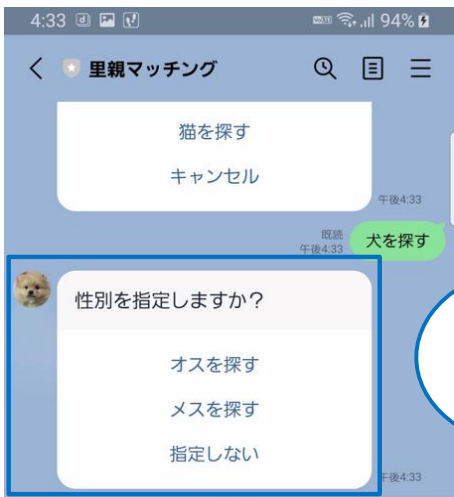 4:33 94%
里親マッチング
猫を探す
キャンセル
午後4:33
既読
午後4:33
犬を探す
性別を指定しますか？
オスを探す
メスを探す
指定しない
午後4:33